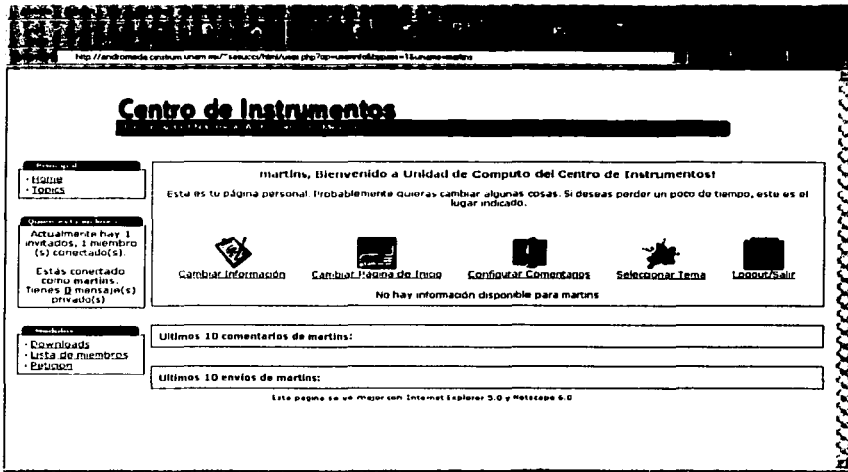 Centro de Instrumentos
Principal
· Home
· Topics
Actualmente hay 1
invitados, 1 miembro
(s) conectado(s).
Estás conectado
como martins.
Tienes 0 mensaje(s)
privado(s)
· Downloads
· Lista de miembros
· Peticion
martins, Bienvenido a Unidad de Computo del Centro de Instrumentos!
Esta es tu página personal. Probablemente quieras cambiar algunas cosas. Si deseas perder un poco de tiempo, este es el
lugar indicado.
Cambiar Información
Cambiar Página de Inicio
Configurar Comentarios
Seleccionar Tema
Logout/Salir
No hay información disponible para martins
Ultimos 10 comentarios de martins:
Ultimos 10 envíos de martins:
Esta pagina se ve mejor con Internet Explorer 5.0 y Netscape 6.0